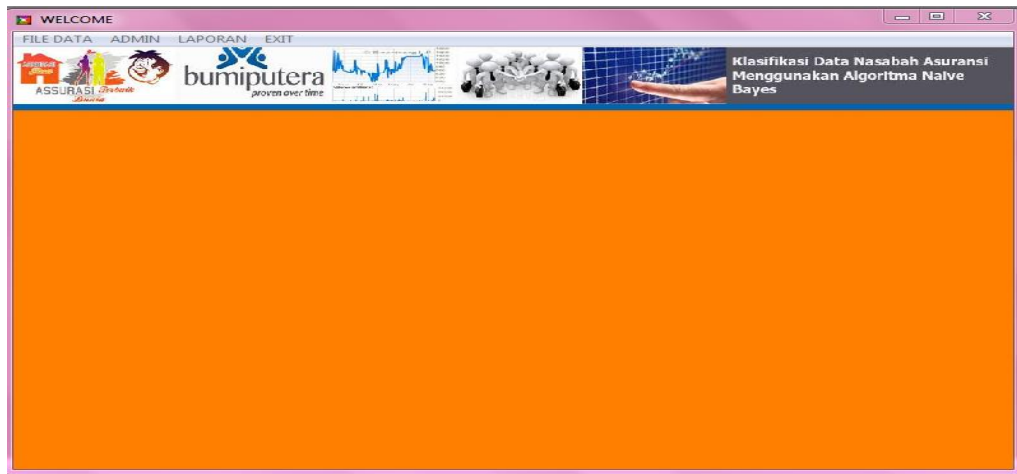 WELCOME
FILE DATA ADMIN LAPORAN EXIT
ASSURASI Terbaik
bumiputera
proven over time
Klasifikasi Data Nasabah Asuransi
Menggunakan Algoritma Naive
Bayes